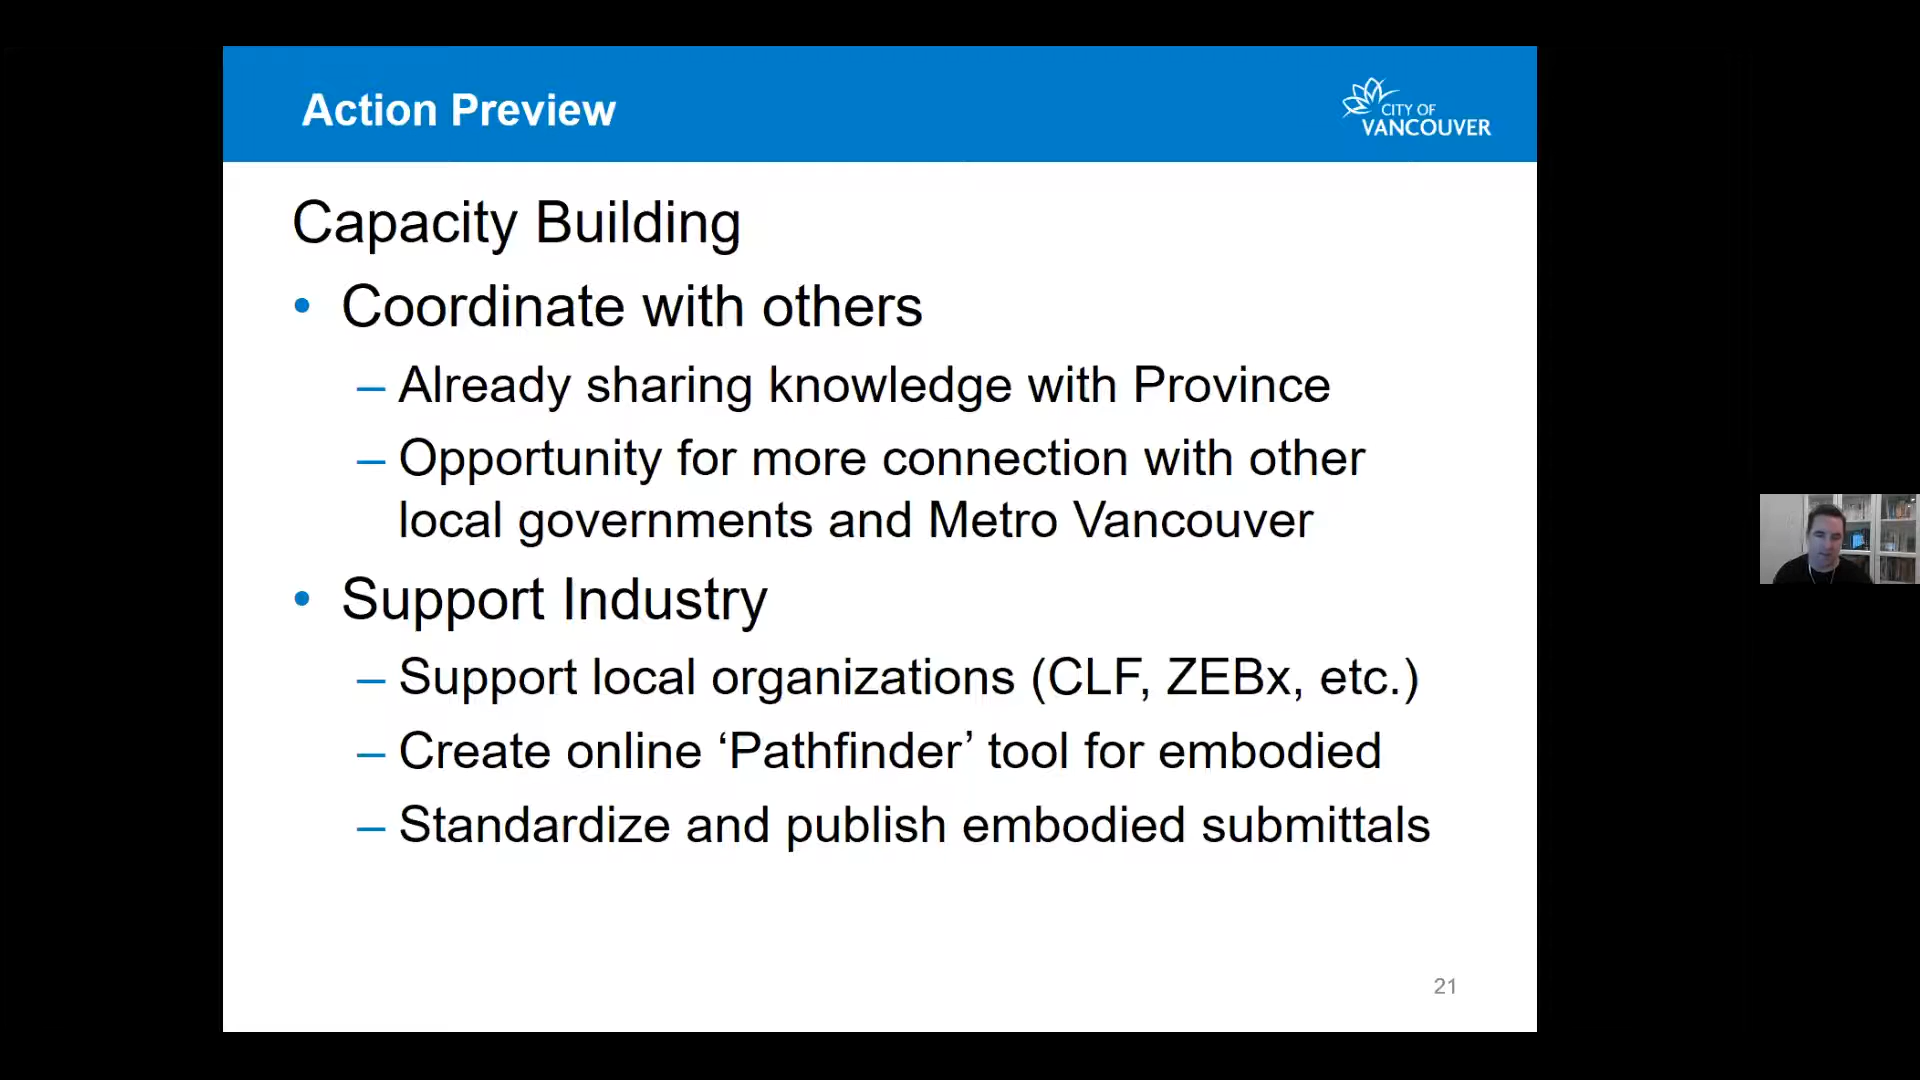 Action Preview
CITY OF
VANCOUVER
Capacity Building
• Coordinate with others
– Already sharing knowledge with Province
– Opportunity for more connection with other
local governments and Metro Vancouver
• Support Industry
– Support local organizations (CLF, ZEBx, etc.)
– Create online ‘Pathfinder’ tool for embodied
– Standardize and publish embodied submittals
21